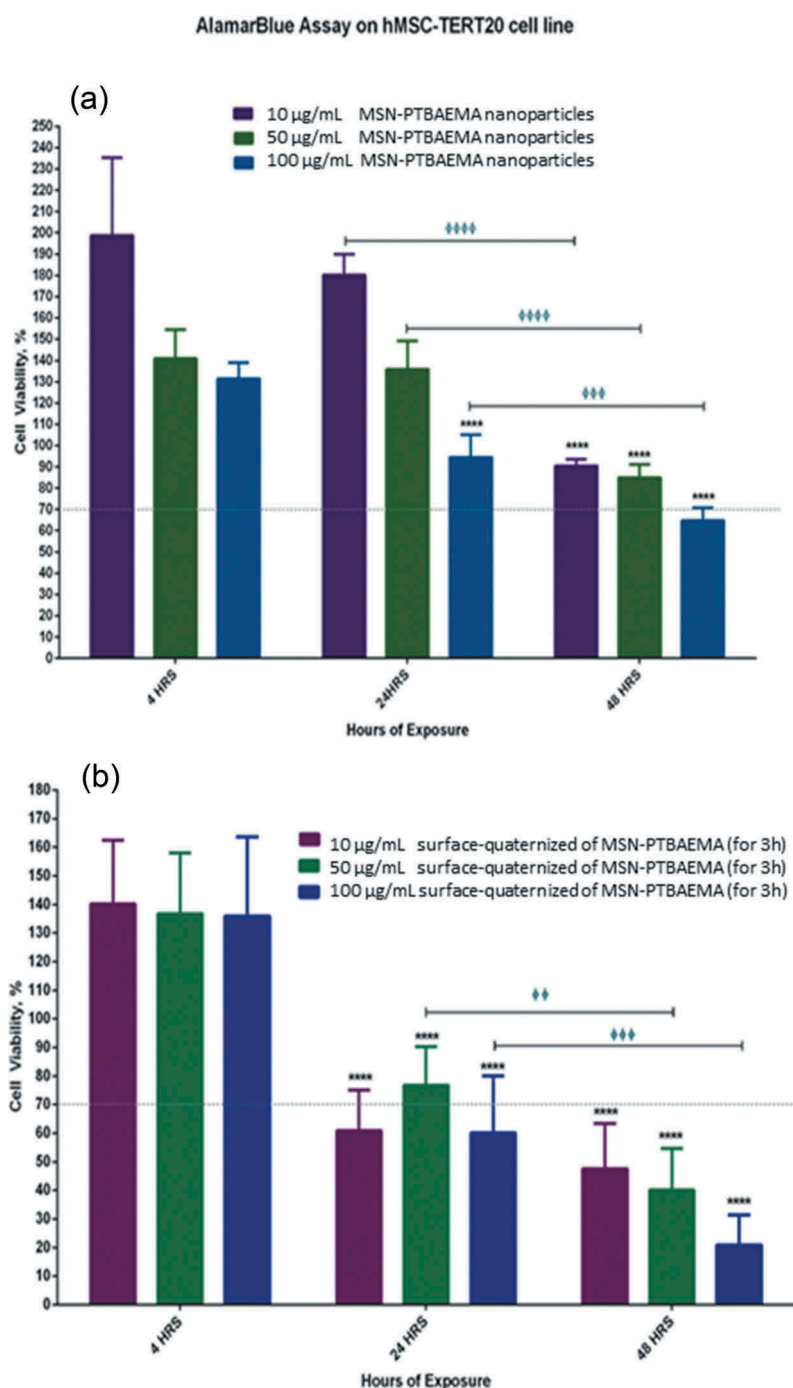 AlamarBlue Assay on hMSC-TERT20 cell line
(a)
10 µg/mL MSN-PTBAEMA nanoparticles
50 µg/mL MSN-PTBAEMA nanoparticles
100 µg/mL MSN-PTBAEMA nanoparticles
Cell Viability, %
250
240
230
220
210
200
190
180
170
160
150
140
130
120
110
100
90
80
70
60
50
40
30
20
10
0
ɸɸɸɸ
ɸɸɸɸ
ɸɸɸ
****
****
****
****
4 HRS
24HRS
48 HRS
Hours of Exposure
(b)
10 µg/mL surface-quaternized of MSN-PTBAEMA (for 3h)
50 µg/mL surface-quaternized of MSN-PTBAEMA (for 3h)
100 µg/mL surface-quaternized of MSN-PTBAEMA (for 3h)
Cell Viability, %
180
170
160
150
140
130
120
110
100
90
80
70
60
50
40
30
20
10
0
ɸɸ
ɸɸɸ
****
****
****
****
****
****
4 HRS
24 HRS
48 HRS
Hours of Exposure